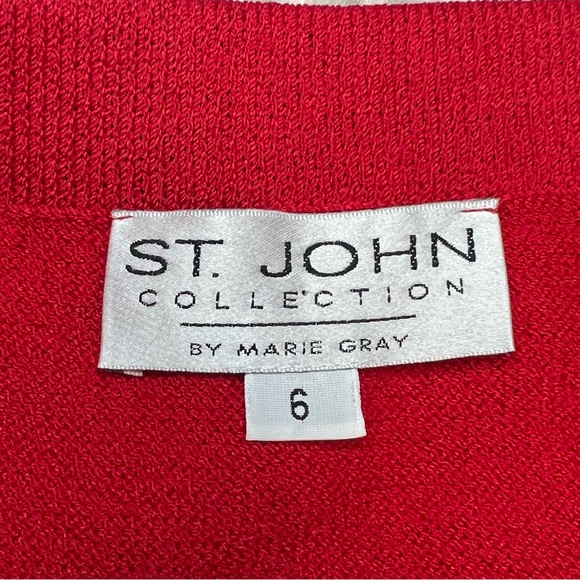 ST. JOHN
COLLECTION
BY MARIE GRAY
6